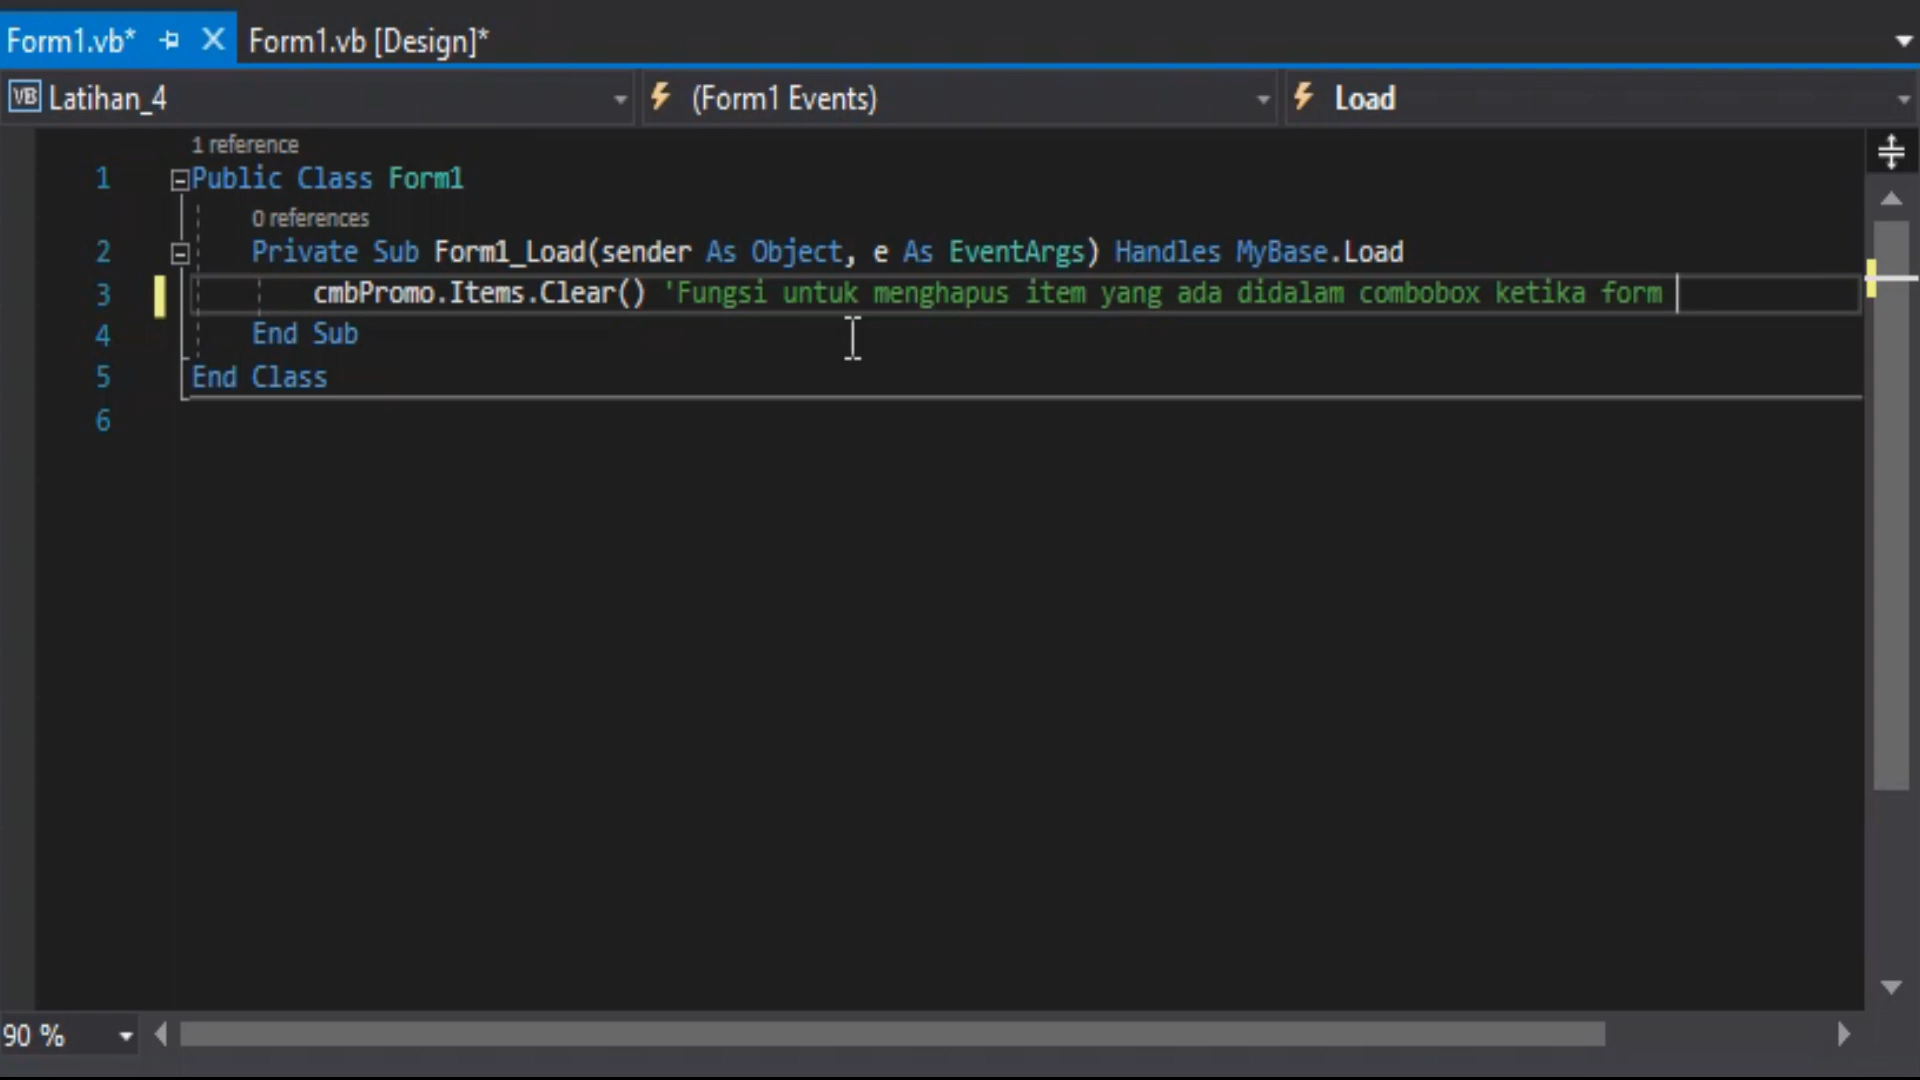 Form1.vb* Form1.vb [Design]*
VB Latihan_4 (Form1 Events) Load
1 reference
1 Public Class Form1
0 references
2 Private Sub Form1_Load(sender As Object, e As EventArgs) Handles MyBase.Load
3 cmbPromo.Items.Clear() 'Fungsi untuk menghapus item yang ada didalam combobox ketika form
4 End Sub
5 End Class
6
90 %